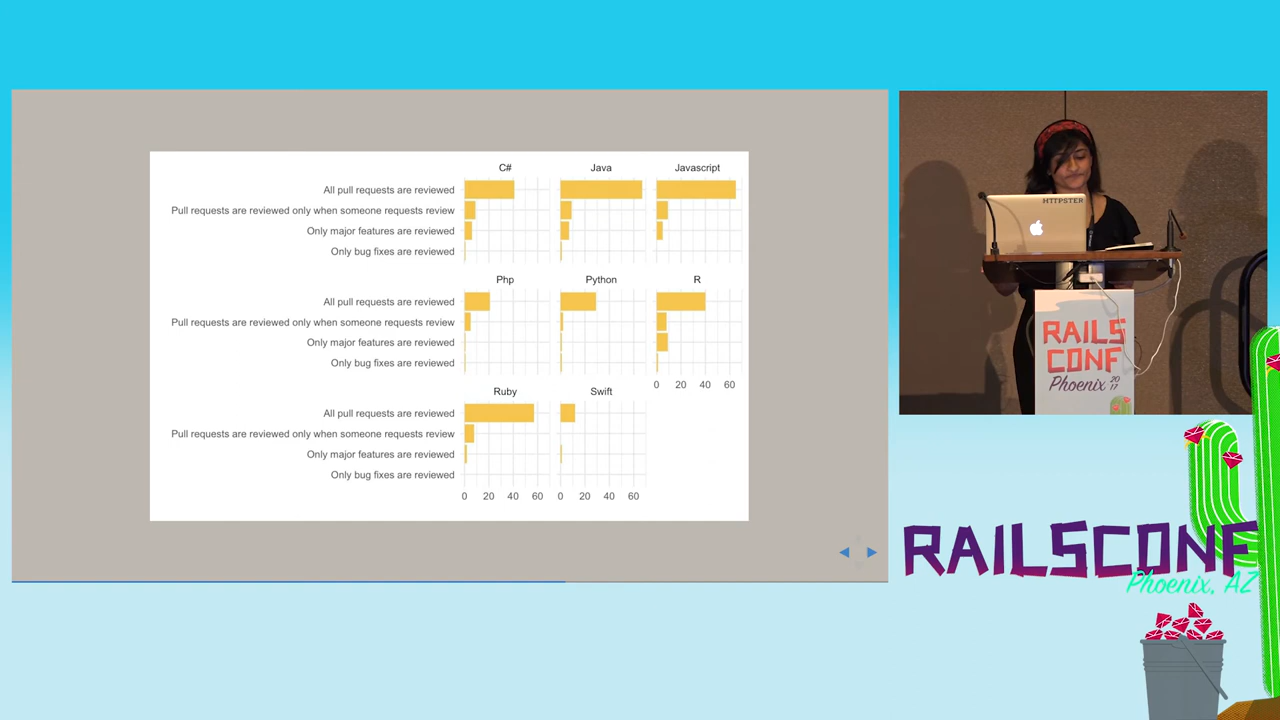 C# Java Javascript
All pull requests are reviewed
Pull requests are reviewed only when someone requests review
Only major features are reviewed
Only bug fixes are reviewed
Php Python R
All pull requests are reviewed
Pull requests are reviewed only when someone requests review
Only major features are reviewed
Only bug fixes are reviewed
0 20 40 60
Ruby Swift
All pull requests are reviewed
Pull requests are reviewed only when someone requests review
Only major features are reviewed
Only bug fixes are reviewed
0 20 40 60 0 20 40 60
HTTPSTER
RAILS
CONF
Phoenix 2017
RAILSCONF
Phoenix, AZ